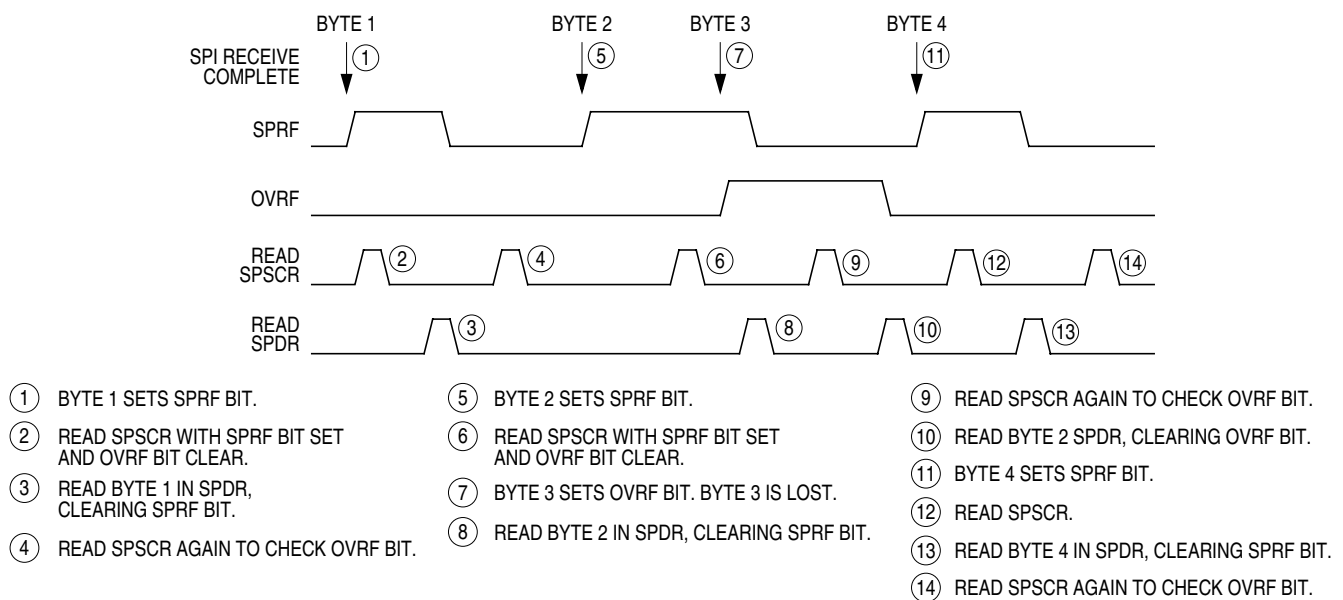 BYTE 1 BYTE 2 BYTE 3 BYTE 4
SPI RECEIVE
COMPLETE
1 5 7 11
SPRF
OVRF
READ
SPSCR
2 4 6 9 12 14
READ
SPDR
3 8 10 13
1 BYTE 1 SETS SPRF BIT.
2 READ SPSCR WITH SPRF BIT SET
AND OVRF BIT CLEAR.
3 READ BYTE 1 IN SPDR,
CLEARING SPRF BIT.
4 READ SPSCR AGAIN TO CHECK OVRF BIT.
5 BYTE 2 SETS SPRF BIT.
6 READ SPSCR WITH SPRF BIT SET
AND OVRF BIT CLEAR.
7 BYTE 3 SETS OVRF BIT. BYTE 3 IS LOST.
8 READ BYTE 2 IN SPDR, CLEARING SPRF BIT.
9 READ SPSCR AGAIN TO CHECK OVRF BIT.
10 READ BYTE 2 SPDR, CLEARING OVRF BIT.
11 BYTE 4 SETS SPRF BIT.
12 READ SPSCR.
13 READ BYTE 4 IN SPDR, CLEARING SPRF BIT.
14 READ SPSCR AGAIN TO CHECK OVRF BIT.